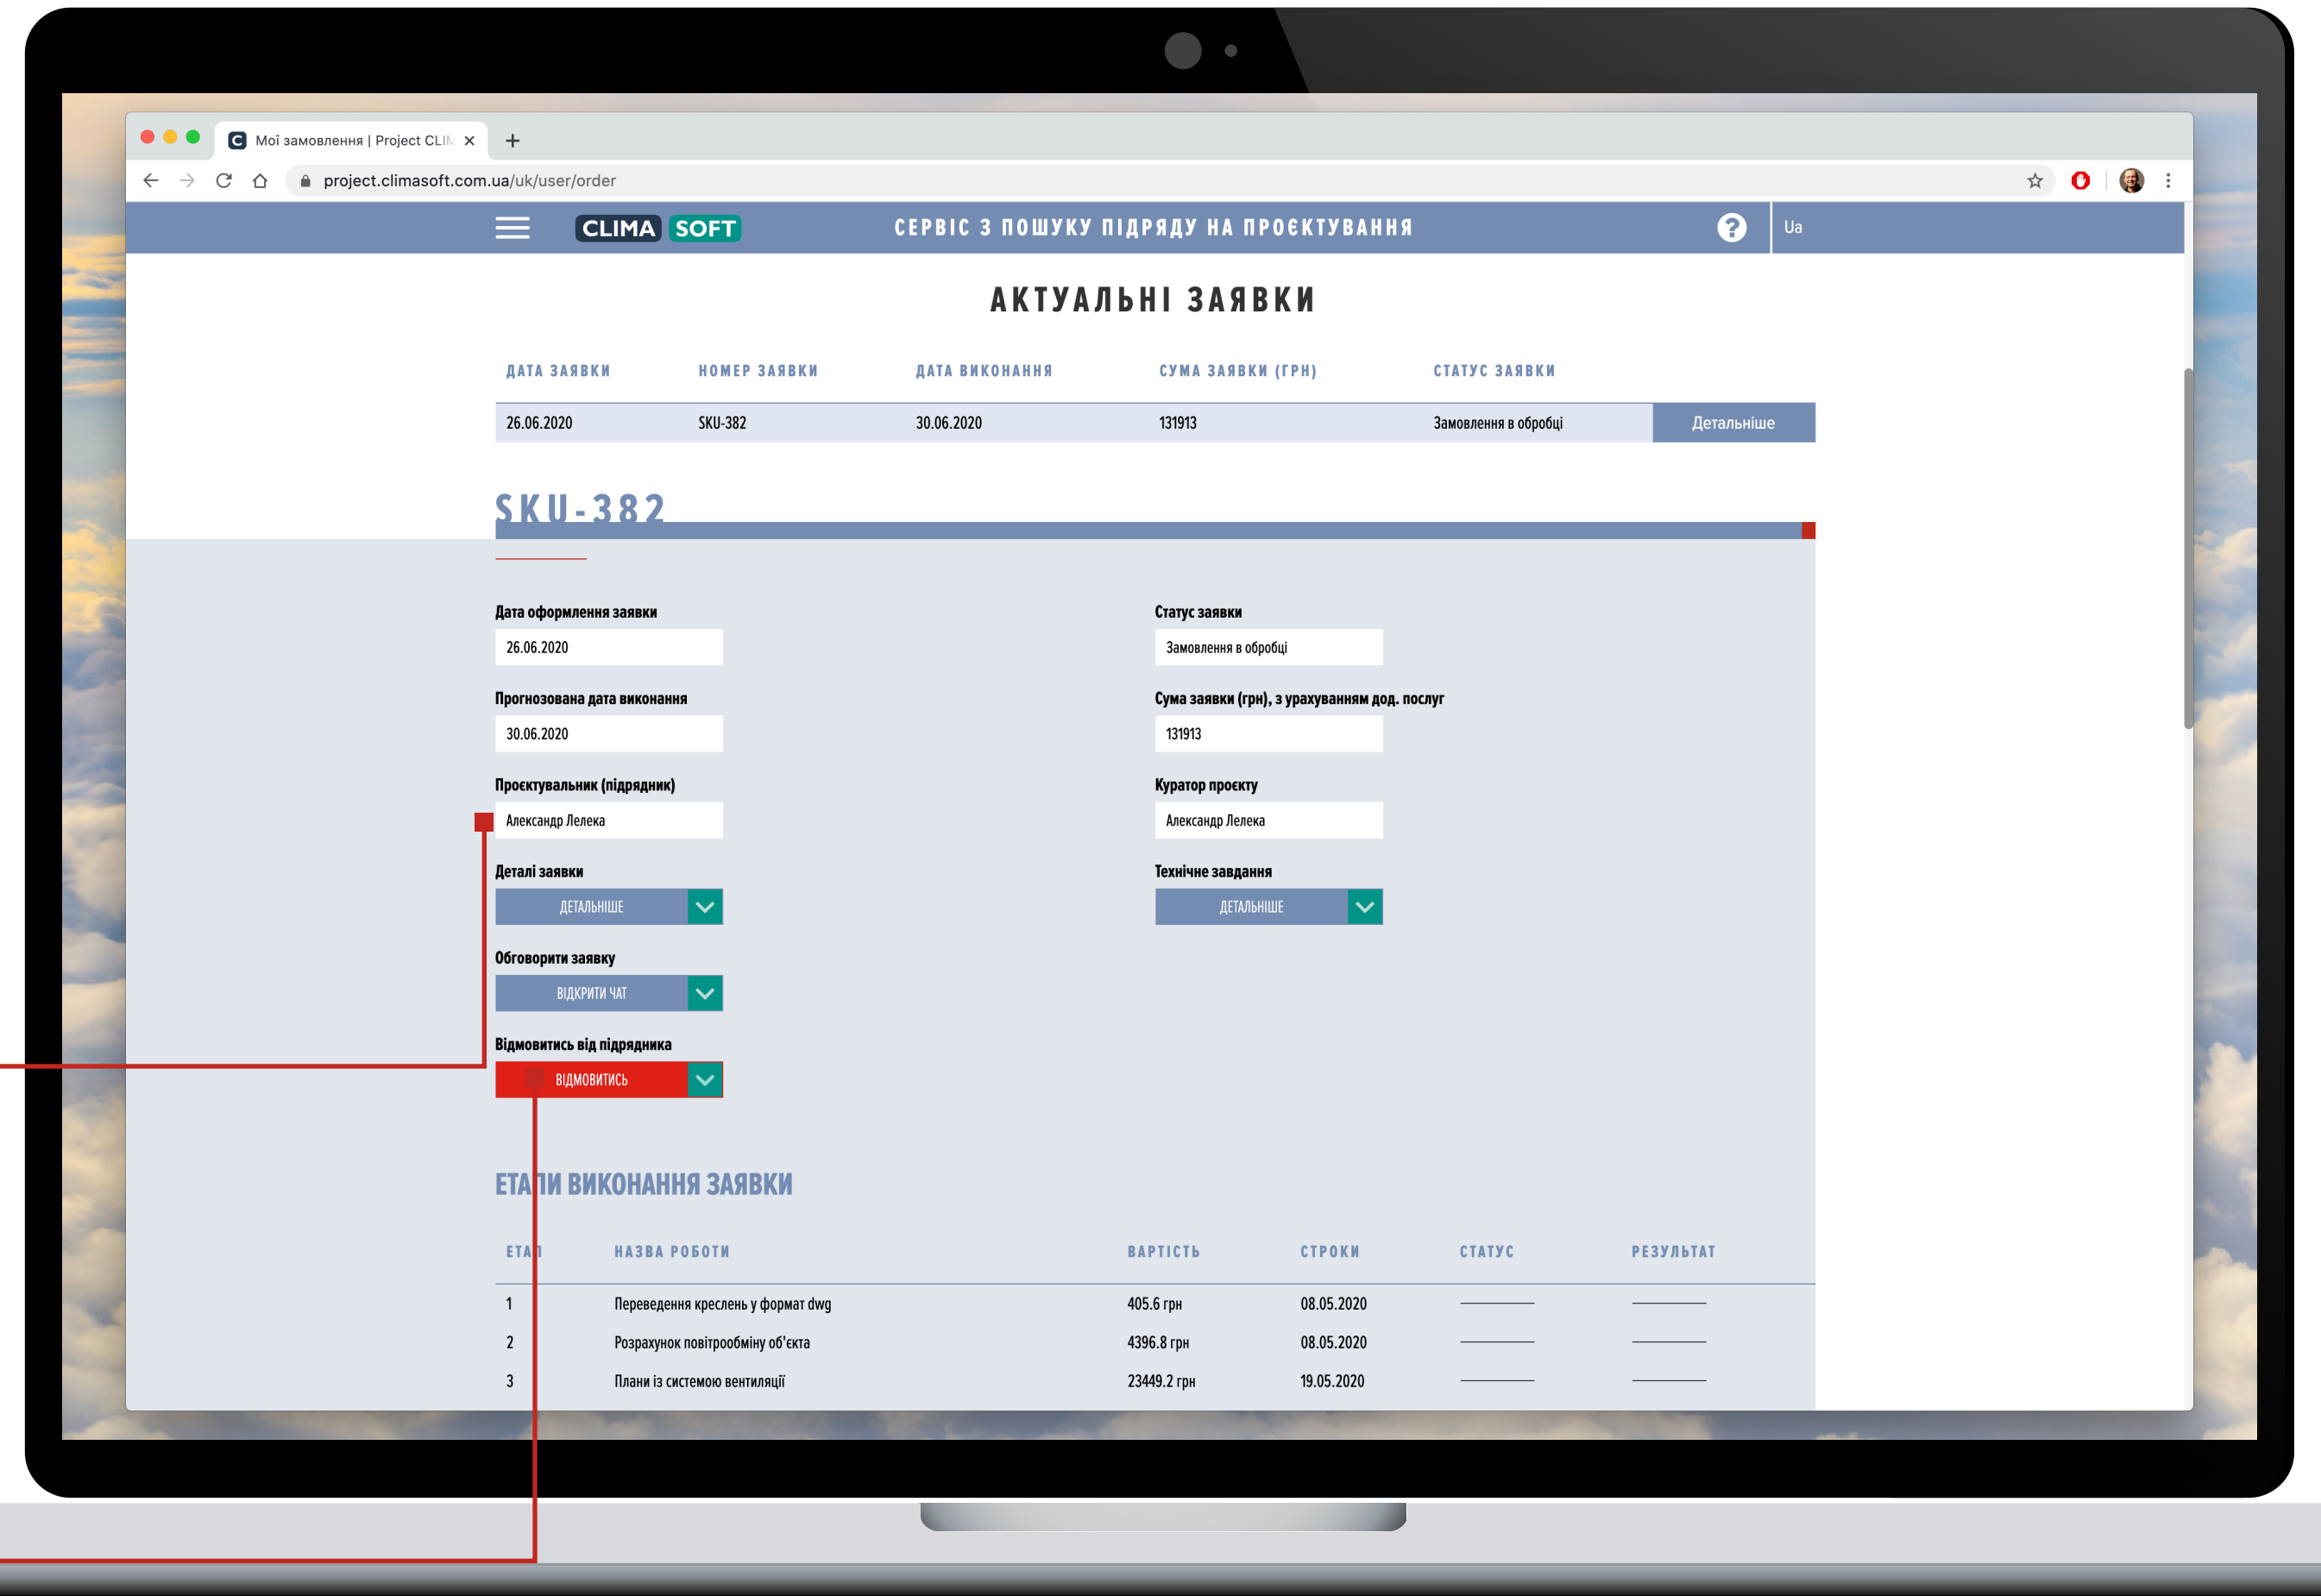 Мої замовлення | Project CLIM
project.climasoft.com.ua/uk/user/order
CLIMA SOFT СЕРВІС З ПОШУКУ ПІДРЯДУ НА ПРОЄКТУВАННЯ ? Ua
АКТУАЛЬНІ ЗАЯВКИ
ДАТА ЗАЯВКИ НОМЕР ЗАЯВКИ ДАТА ВИКОНАННЯ СУМА ЗАЯВКИ (ГРН) СТАТУС ЗАЯВКИ
26.06.2020 SKU-382 30.06.2020 131913 Замовлення в обробці Детальніше
SKU-382
Дата оформлення заявки Статус заявки
26.06.2020 Замовлення в обробці
Прогнозована дата виконання Сума заявки (грн), з урахуванням дод. послуг
30.06.2020 131913
Проєктувальник (підрядник) Куратор проєкту
Александр Лелека Александр Лелека
Деталі заявки Технічне завдання
ДЕТАЛЬНІШЕ ДЕТАЛЬНІШЕ
Обговорити заявку
ВІДКРИТИ ЧАТ
Відмовитись від підрядника
ВІДМОВИТИСЬ
ЕТАПИ ВИКОНАННЯ ЗАЯВКИ
ЕТАП НАЗВА РОБОТИ ВАРТІСТЬ СТРОКИ СТАТУС РЕЗУЛЬТАТ
1 Переведення креслень у формат dwg 405.6 грн 08.05.2020
2 Розрахунок повітрообміну об'єкта 4396.8 грн 08.05.2020
3 Плани із системою вентиляції 23449.2 грн 19.05.2020